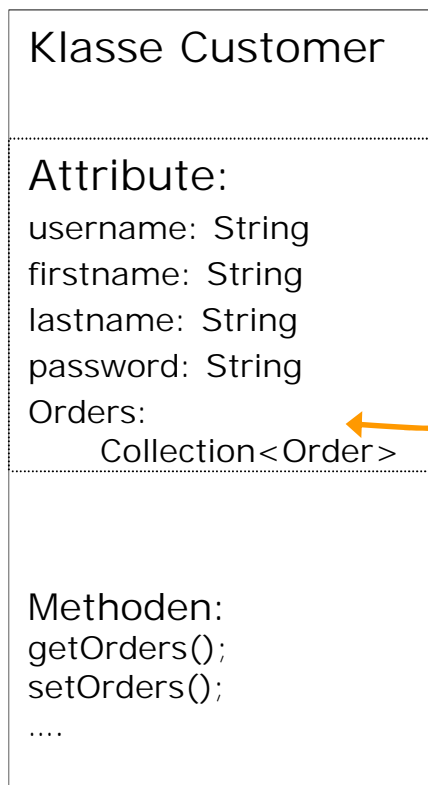 Klasse Customer
Attribute:
username: String
firstname: String
lastname: String
password: String
Orders:
Collection<Order>
Methoden:
getOrders();
setOrders();
....